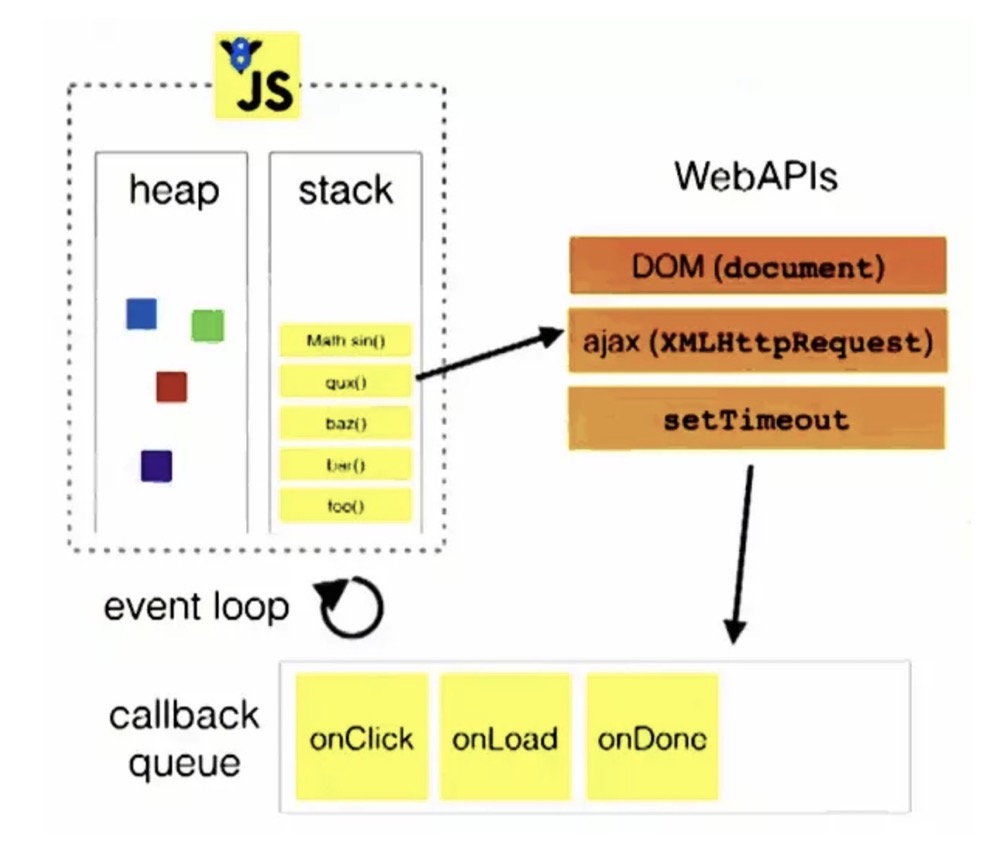 JS
heap
stack
WebAPIs
DOM (document)
ajax (XMLHttpRequest)
setTimeout
Math sin()
qux()
baz()
bar()
foo()
event loop
callback
queue
onClick
onLoad
onDone